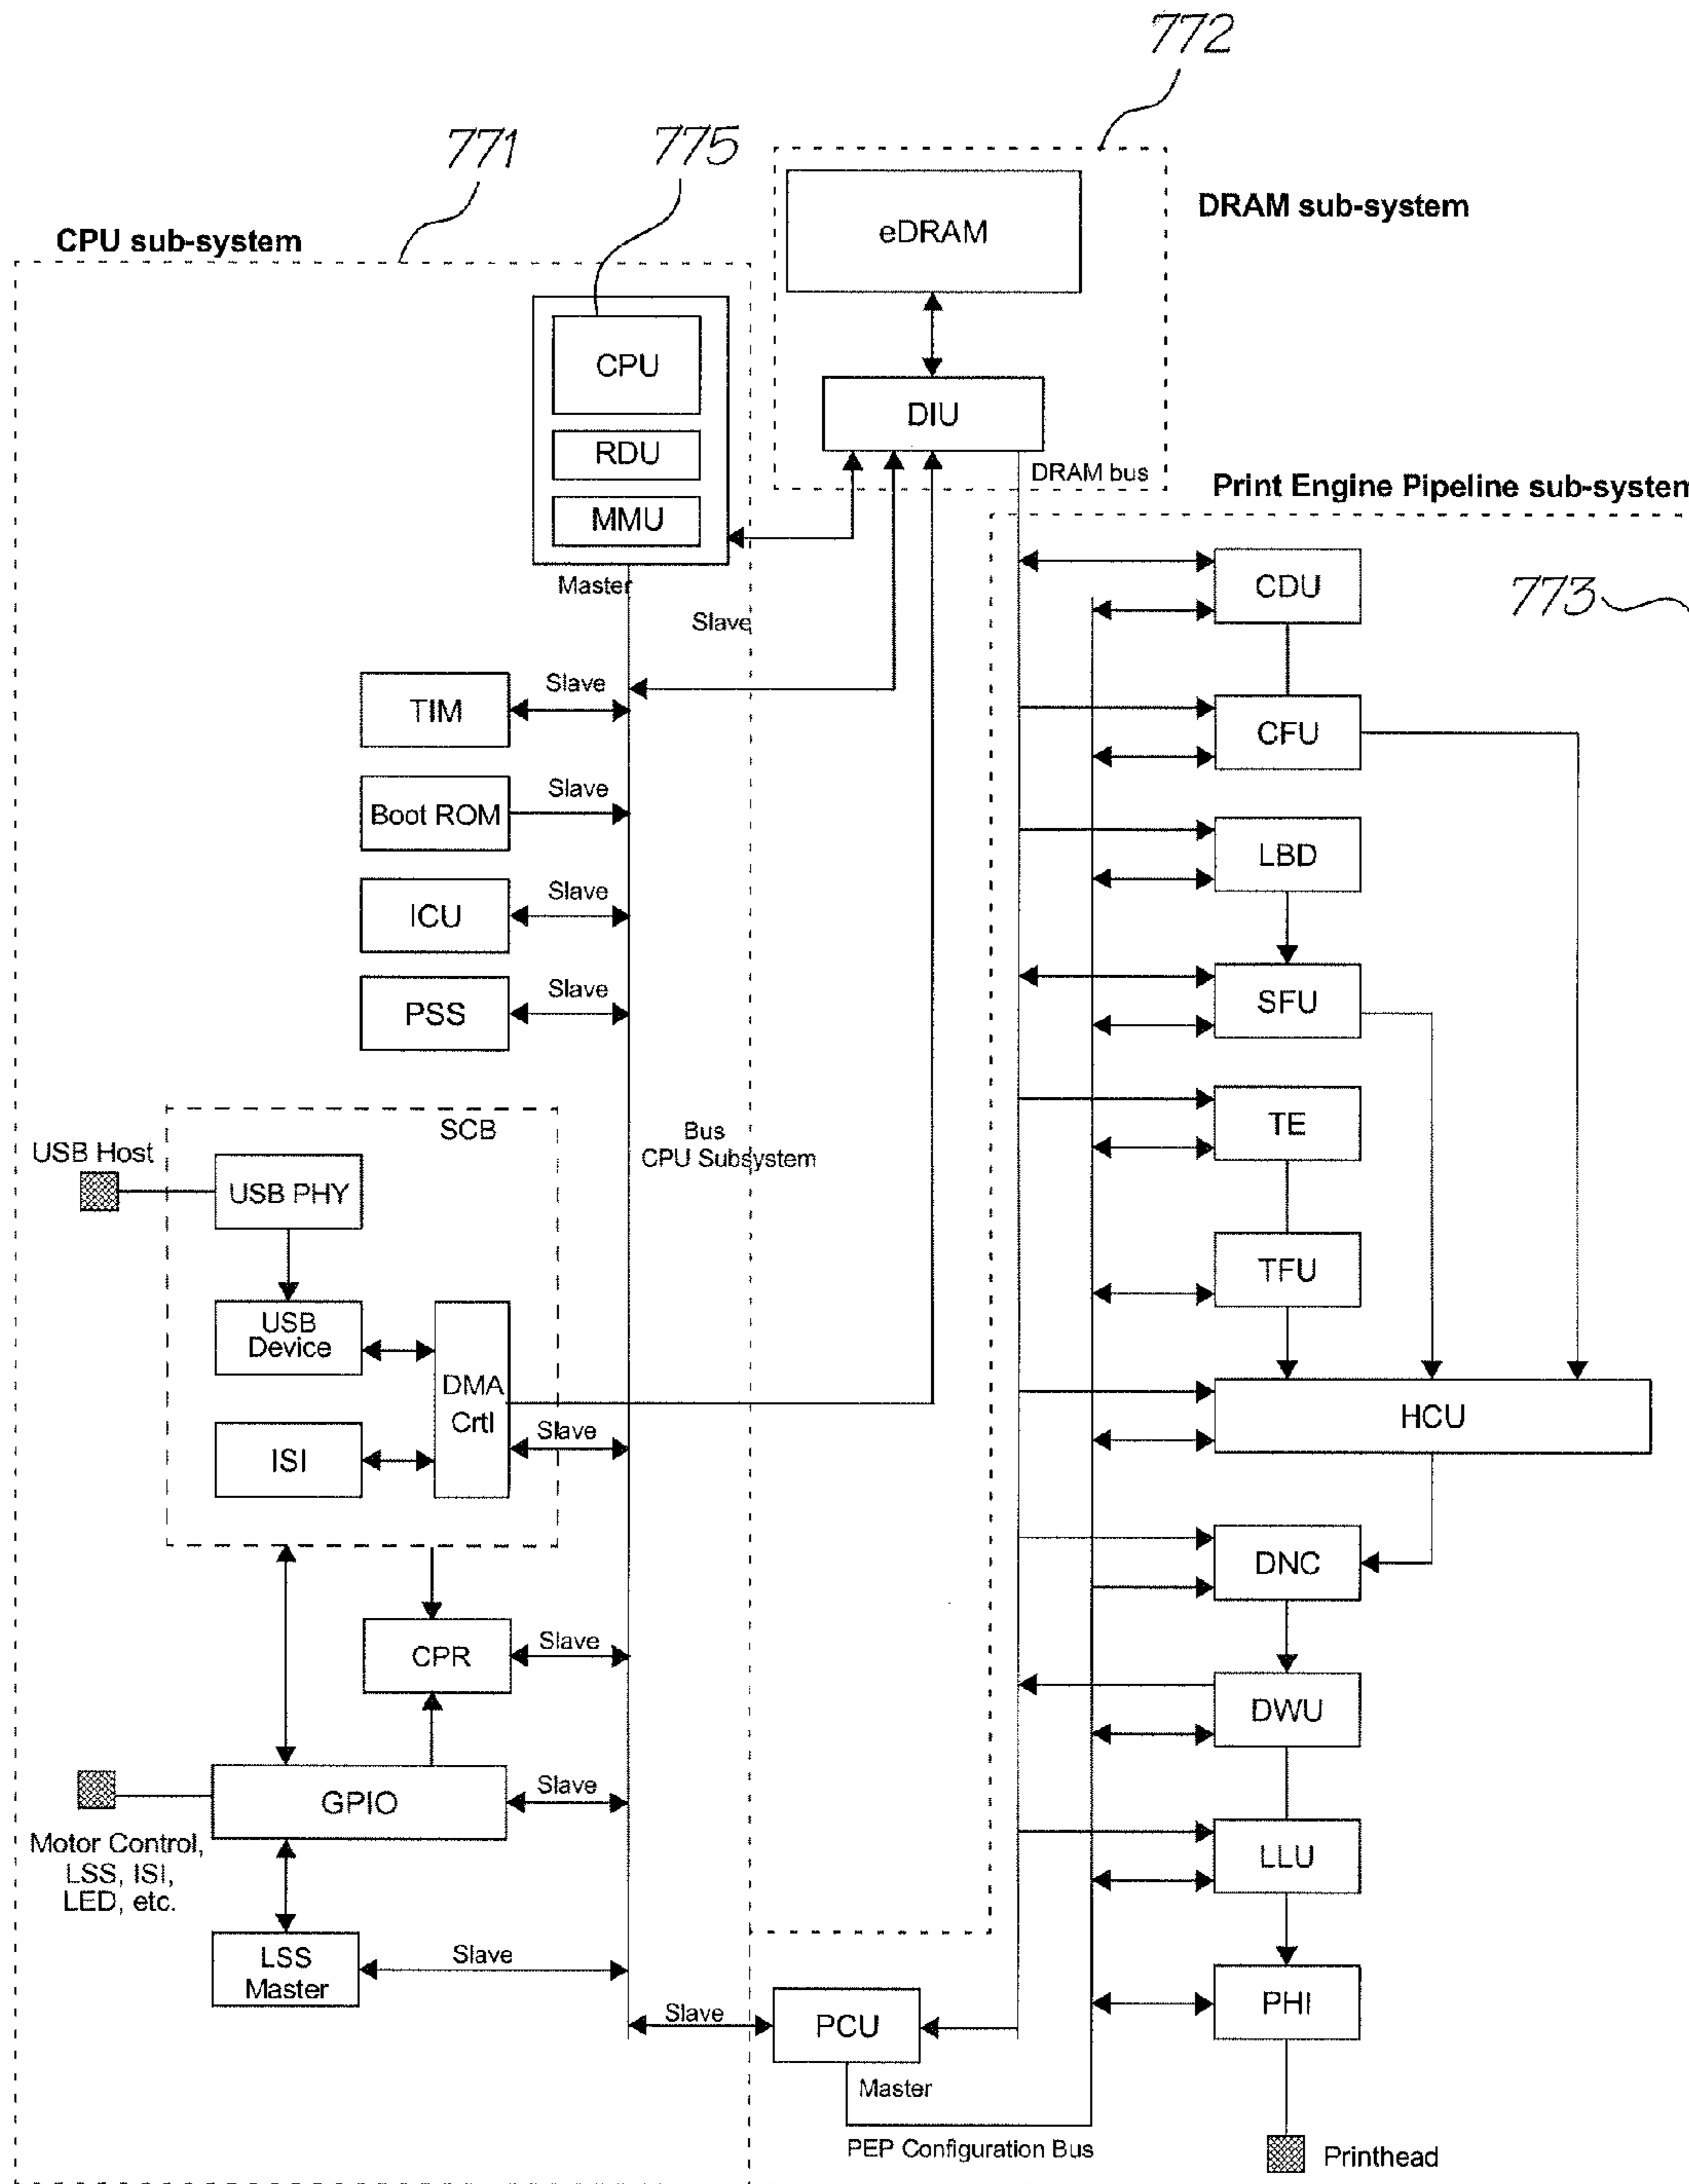 772
771
775
DRAM sub-system
CPU sub-system
eDRAM
CPU
DIU
RDU
DRAM bus
Print Engine Pipeline sub-system
MMU
Master
CDU
773
Slave
TIM
Slave
CFU
Boot ROM
Slave
LBD
ICU
Slave
PSS
Slave
SFU
SCB
Bus
CPU Subsystem
TE
USB Host
USB PHY
TFU
USB
Device
DMA
Crtl
Slave
HCU
ISI
DNC
CPR
Slave
DWU
GPIO
Slave
Motor Control,
LSS, ISI,
LED, etc.
LLU
LSS
Master
Slave
PHI
Slave
PCU
Master
PEP Configuration Bus
Printhead